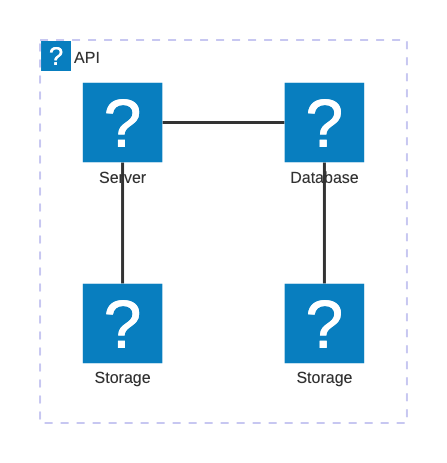 ? API
?
Server
?
Database
?
Storage
?
Storage